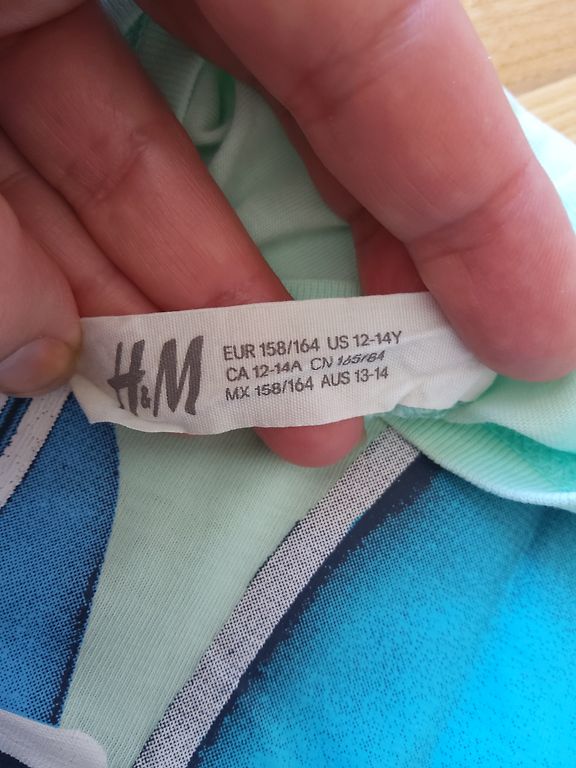 H&M
EUR 158/164 US 12-14Y
CA 12-14A CN 165/84
MX 158/164 AUS 13-14